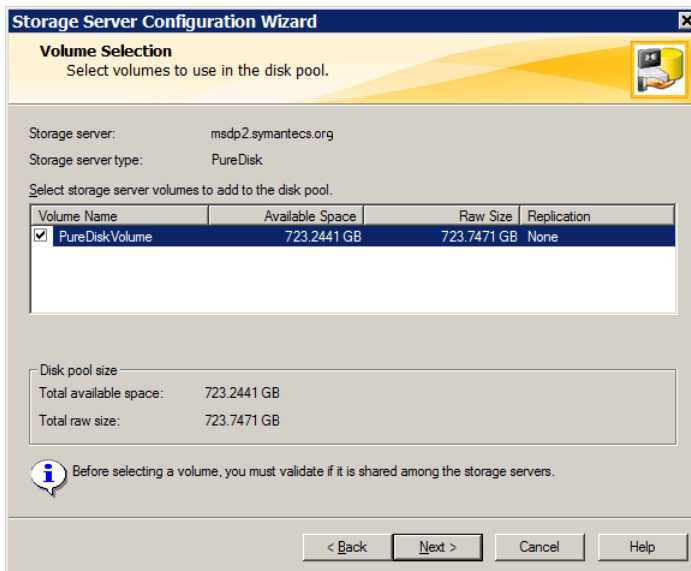 Storage Server Configuration Wizard
Volume Selection
Select volumes to use in the disk pool.
Storage server: msdp2.symantecs.org
Storage server type: PureDisk
Select storage server volumes to add to the disk pool.
Volume Name Available Space Raw Size Replication
PureDiskVolume 723.2441 GB 723.7471 GB None
Disk pool size
Total available space: 723.2441 GB
Total raw size: 723.7471 GB
Before selecting a volume, you must validate if it is shared among the storage servers.
< Back Next > Cancel Help